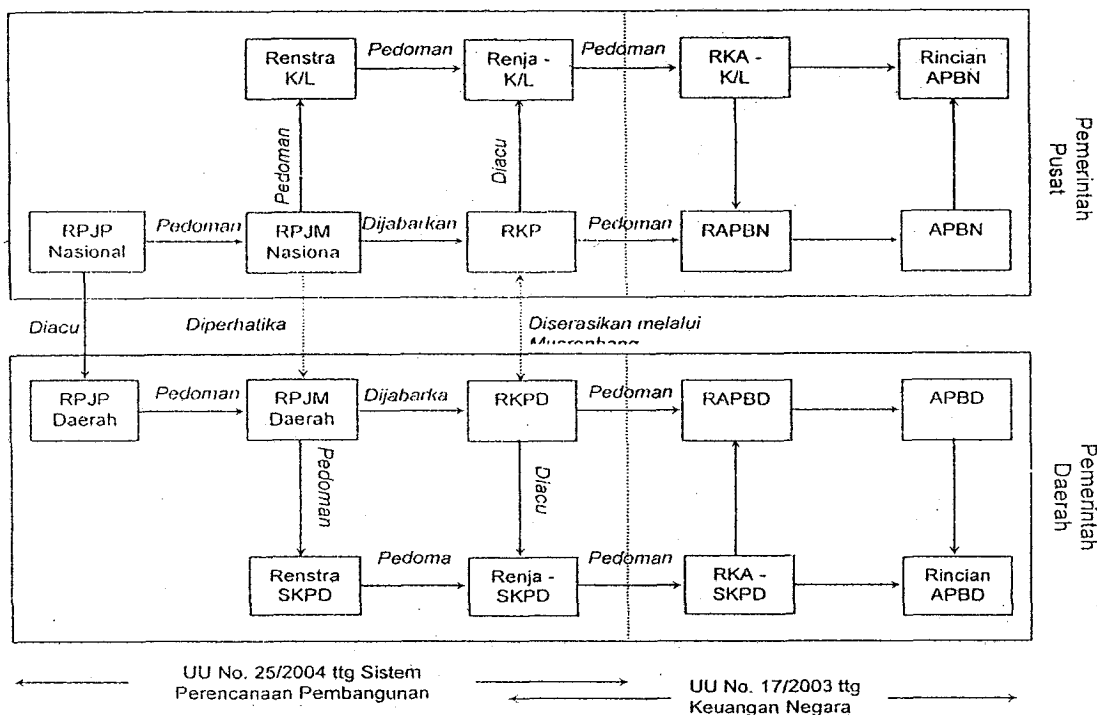 Renstra
K/L
Pedoman
Renja -
K/L
Pedoman
RKA -
K/L
Rincian
APBN
Pedoman
Diacu
RPJP
Nasional
Pedoman
RPJM
Nasiona
Dijabarkan
RKP
Pedoman
RAPBN
APBN
Pemerintah
Pusat
Diacu
Diperhatika
Diserasikan melalui
Musrenbang
RPJP
Daerah
Pedoman
RPJM
Daerah
Dijabarka
RKPD
Pedoman
RAPBD
APBD
Pedoman
Diacu
Renstra
SKPD
Pedoma
Renja -
SKPD
Pedoman
RKA -
SKPD
Rincian
APBD
Pemerintah
Daerah
UU No. 25/2004 ttg Sistem
Perencanaan Pembangunan
UU No. 17/2003 ttg
Keuangan Negara